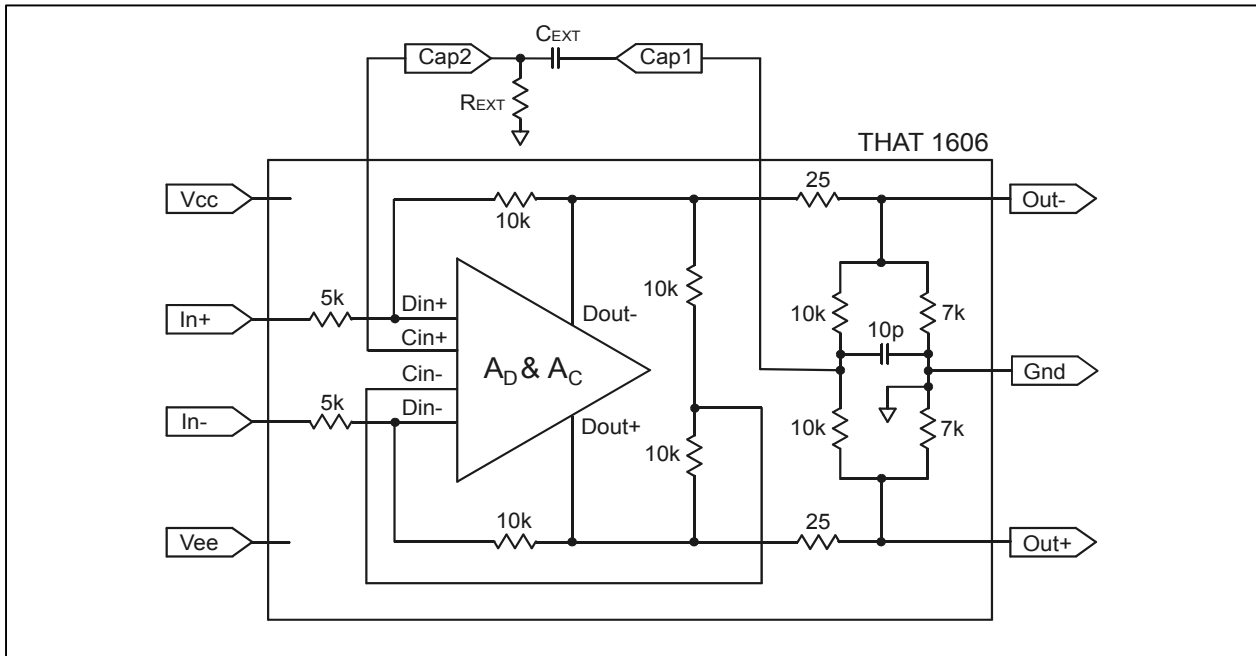 CEXT
Cap2
Cap1
REXT
THAT 1606
Vcc
10k
25
Out-
In+
5k
Din+
Cin+
Cin-
Din-
Dout-
Dout+
AD & AC
10k
10k
10k
10p
7k
Gnd
In-
5k
10k
7k
Vee
10k
25
Out+